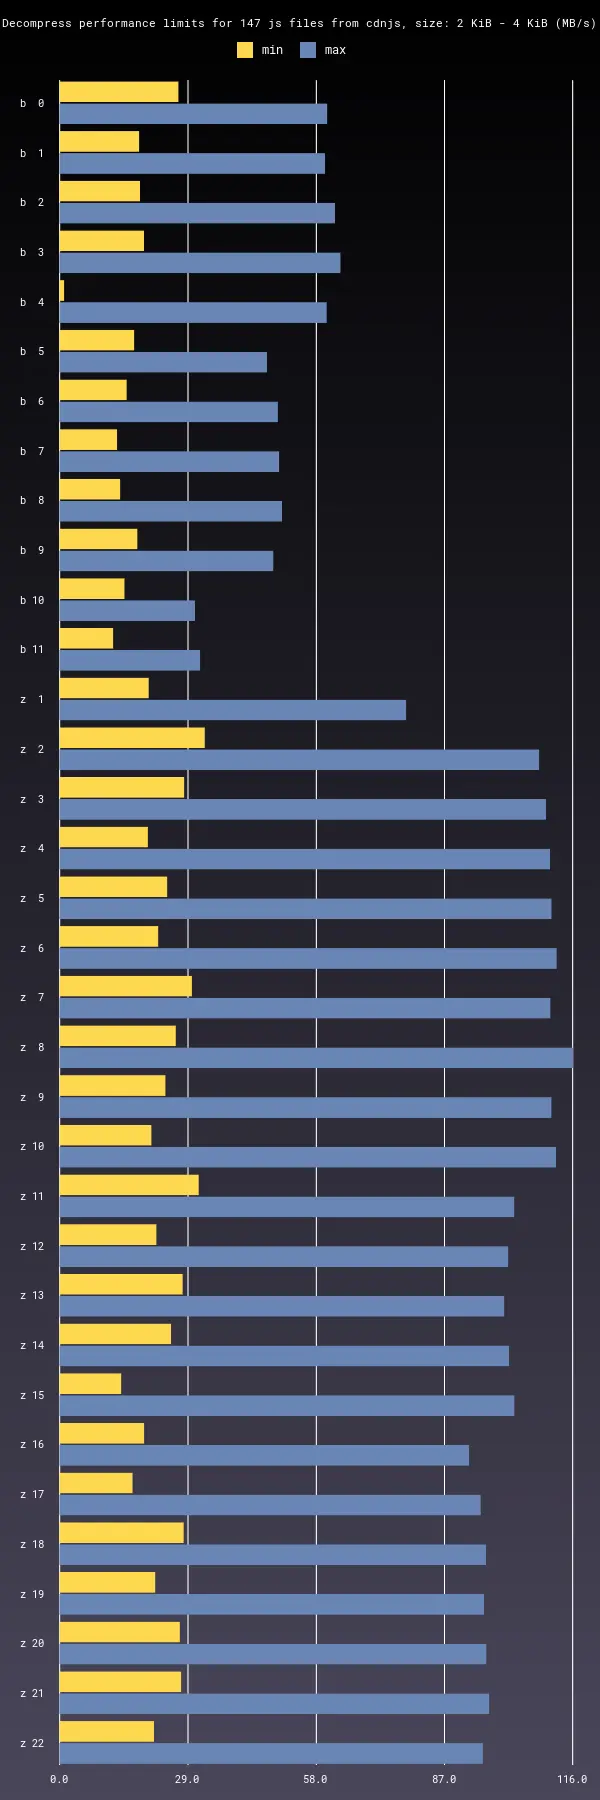 Decompress performance limits for 147 js files from cdnjs, size: 2 KiB - 4 KiB (MB/s)
min max
b 0
b 1
b 2
b 3
b 4
b 5
b 6
b 7
b 8
b 9
b 10
b 11
z 1
z 2
z 3
z 4
z 5
z 6
z 7
z 8
z 9
z 10
z 11
z 12
z 13
z 14
z 15
z 16
z 17
z 18
z 19
z 20
z 21
z 22
0.0 29.0 58.0 87.0 116.0